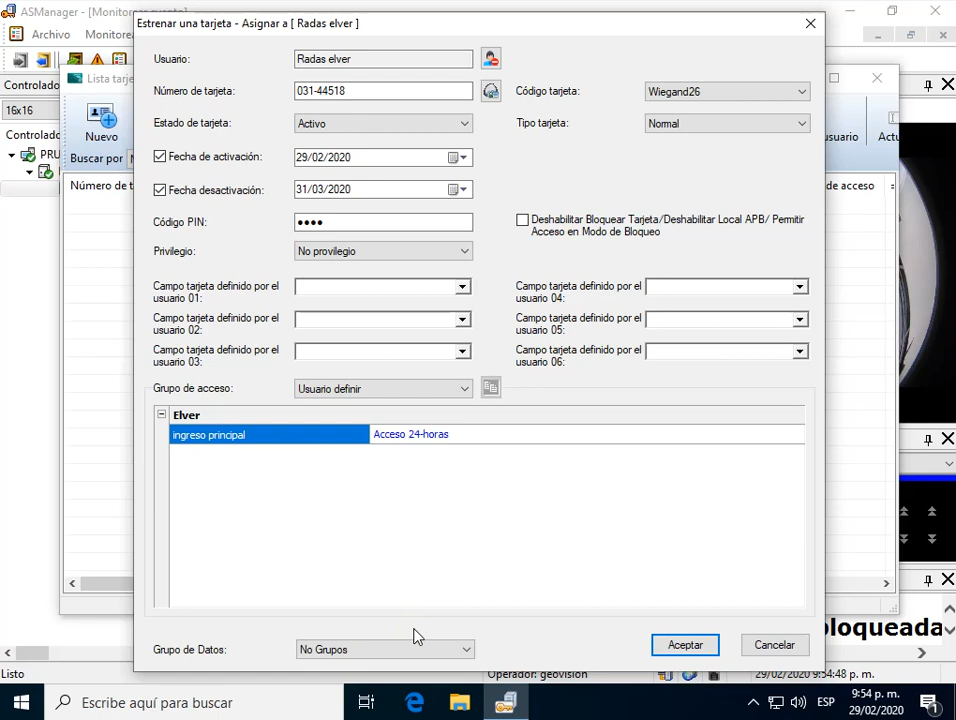 ASManager - [Monitoreo
Estrenar una tarjeta - Asignar a [ Radas elver ]
Archivo
Monitorea
Controlado
16x16
Controlado
PRU
Lista tarje
Nuevo
Buscar por
Número de t
Usuario:
Radas elver
Número de tarjeta:
031-44518
Código tarjeta:
Wiegand26
Estado de tarjeta:
Activo
Tipo tarjeta:
Normal
Fecha de activación:
29/02/2020
Fecha desactivación:
31/03/2020
Código PIN:
••••
Deshabilitar Bloquear Tarjeta/Deshabilitar Local APB/ Permitir
Acceso en Modo de Bloqueo
Privilegio:
No provilegio
Campo tarjeta definido por el
usuario 01:
Campo tarjeta definido por el
usuario 04:
Campo tarjeta definido por el
usuario 02:
Campo tarjeta definido por el
usuario 05:
Campo tarjeta definido por el
usuario 03:
Campo tarjeta definido por el
usuario 06:
Grupo de acceso:
Usuario definir
Elver
ingreso principal
Acceso 24-horas
Grupo de Datos:
No Grupos
Aceptar
Cancelar
usuario
Actu
de acceso
bloqueada
Listo
Operador: geovision
29/02/2020
9:54:48 p. m.
Escribe aquí para buscar
ESP
9:54 p. m.
29/02/2020
1